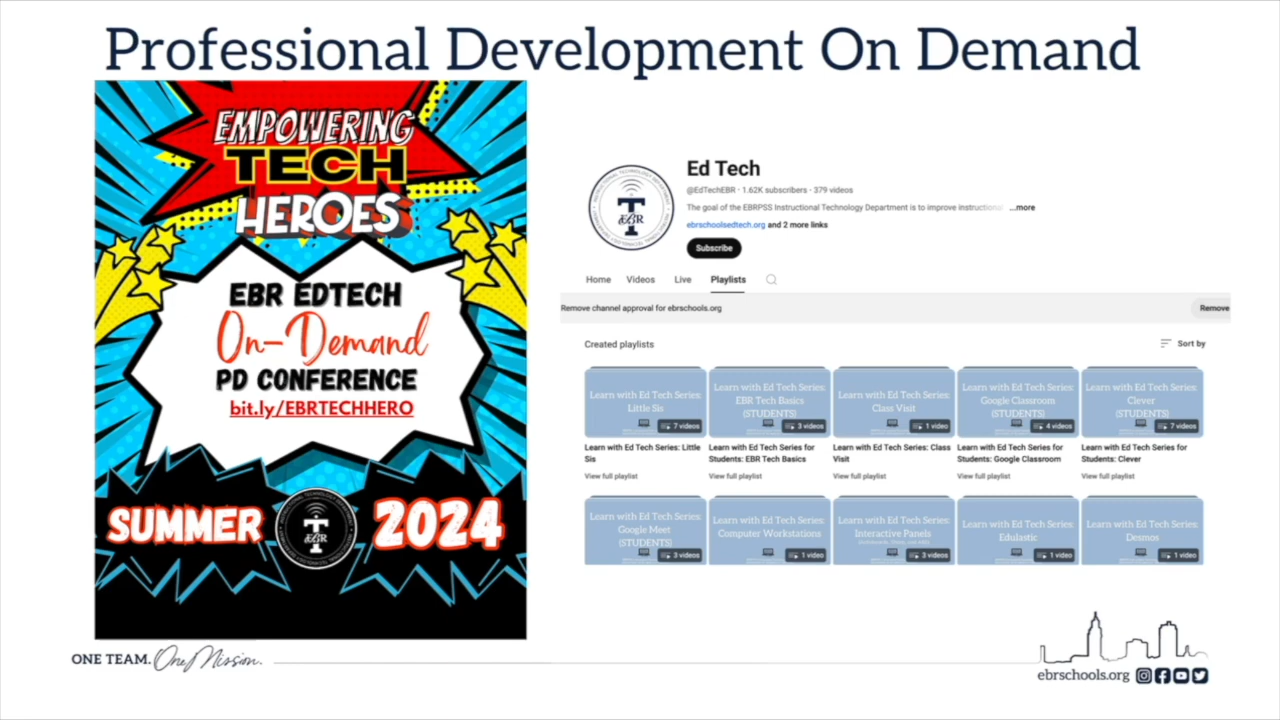 Professional Development On Demand
EMPOWERING
TECH
HEROES
EBR EDTECH
On-Demand
PD CONFERENCE
bit.ly/EBRTECHHERO
SUMMER
EBR
2024
EBR
Ed Tech
@EdTechEBR · 1.62K subscribers · 379 videos
The goal of the EBRPSS Instructional Technology Department is to improve instructional ...more
ebrschoolsedtech.org and 2 more links
Subscribe
Home Videos Live Playlists
Remove channel approval for ebrschools.org Remove
Created playlists Sort by
Learn with Ed Tech Series:
Little Sis
7 videos
Learn with Ed Tech Series: Little
Sis
View full playlist
Learn with Ed Tech Series:
EBR Tech Basics
(STUDENTS)
3 videos
Learn with Ed Tech Series for
Students: EBR Tech Basics
View full playlist
Learn with Ed Tech Series:
Class Visit
1 video
Learn with Ed Tech Series: Class
Visit
View full playlist
Learn with Ed Tech Series:
Google Classroom
(STUDENTS)
4 videos
Learn with Ed Tech Series for
Students: Google Classroom
View full playlist
Learn with Ed Tech Series:
Clever
(STUDENTS)
7 videos
Learn with Ed Tech Series for
Students: Clever
View full playlist
Learn with Ed Tech Series:
Google Meet
(STUDENTS)
3 videos
Learn with Ed Tech Series:
Computer Workstations
1 video
Learn with Ed Tech Series:
Interactive Panels
3 videos
Learn with Ed Tech Series:
Edulastic
1 video
Learn with Ed Tech Series:
Desmos
1 video
ONE TEAM. One Mission.
ebrschools.org